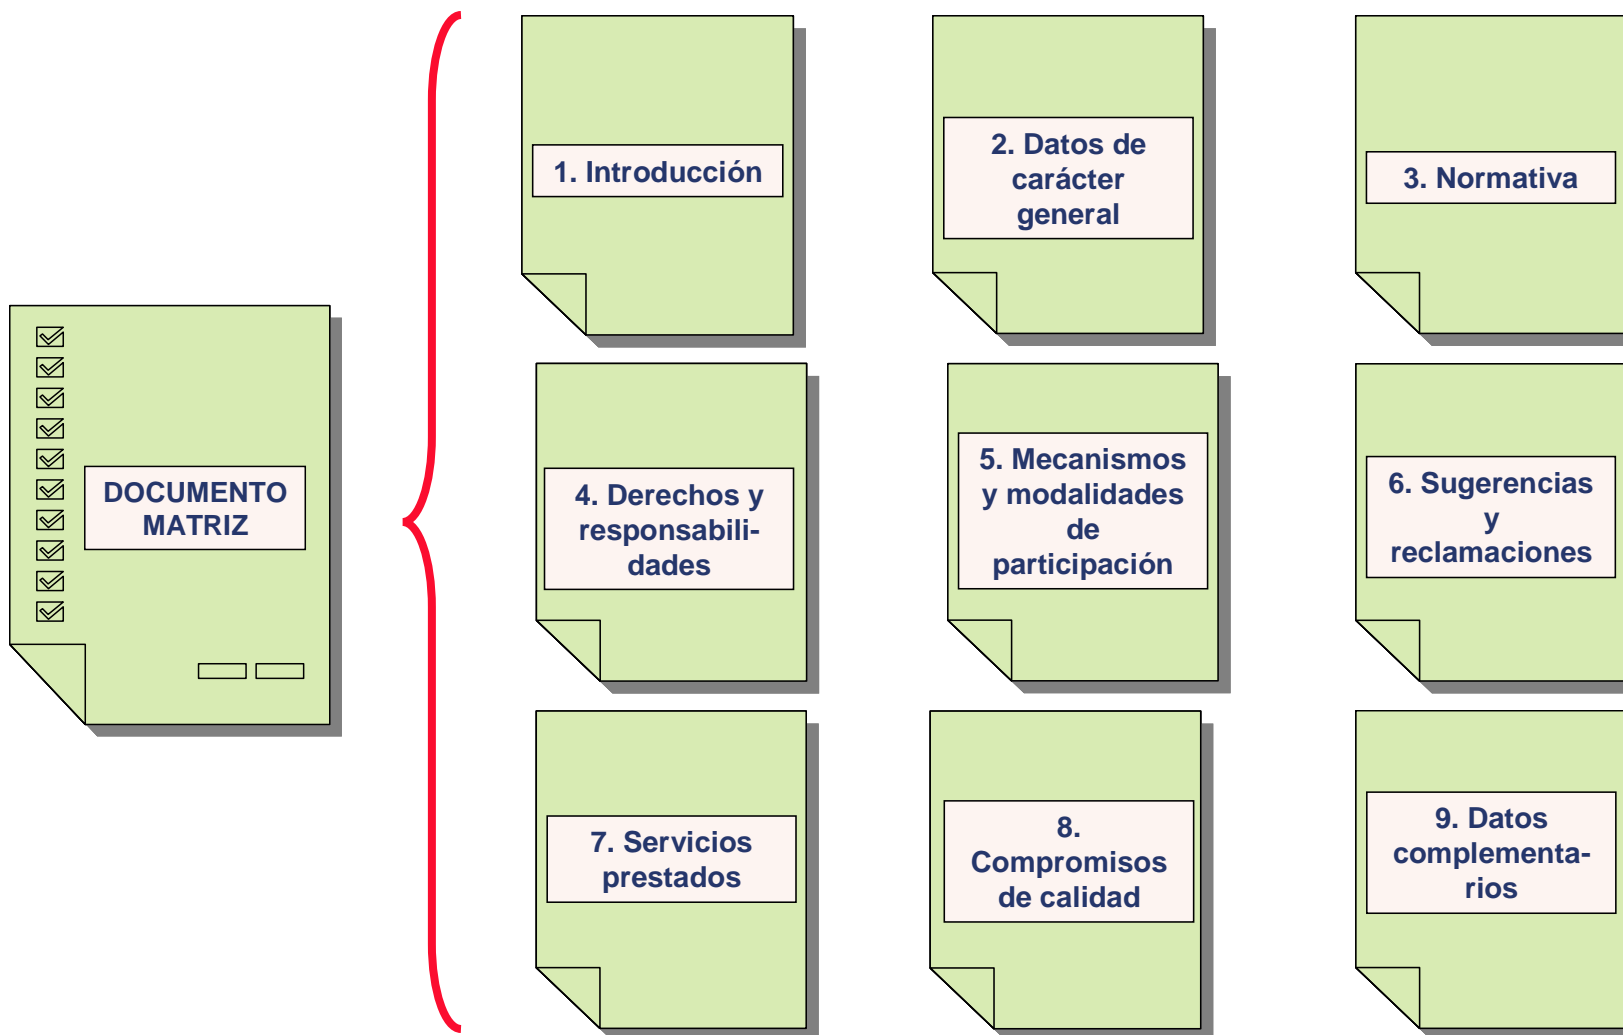 1. Introducción
2. Datos de
carácter
general
3. Normativa
DOCUMENTO
MATRIZ
4. Derechos y
responsabili-
dades
5. Mecanismos
y modalidades
de
participación
6. Sugerencias
y
reclamaciones
7. Servicios
prestados
8.
Compromisos
de calidad
9. Datos
complementa-
rios